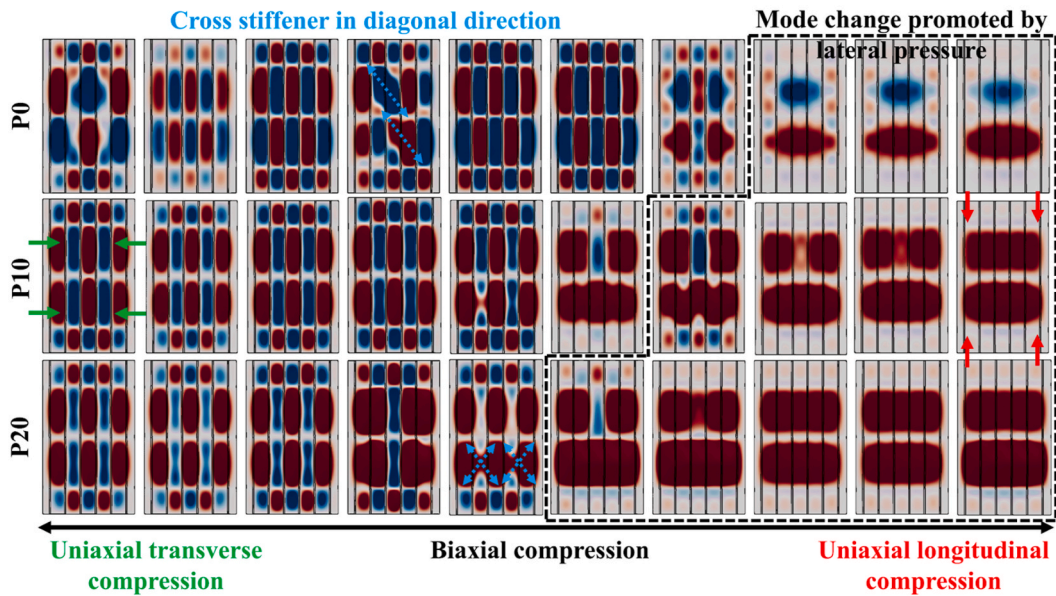 Cross stiffener in diagonal direction
Mode change promoted by
lateral pressure
P0
P10
P20
Uniaxial transverse
compression
Biaxial compression
Uniaxial longitudinal
compression